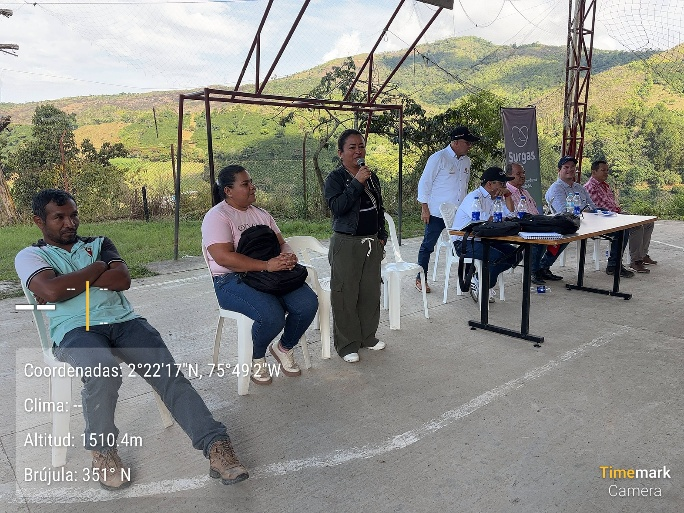 Surgas
Coordenadas: 2°22'17"N, 75°49'2"W
Clima: --
Altitud: 1510.4m
Brújula: 351° N
Timemark
Camera